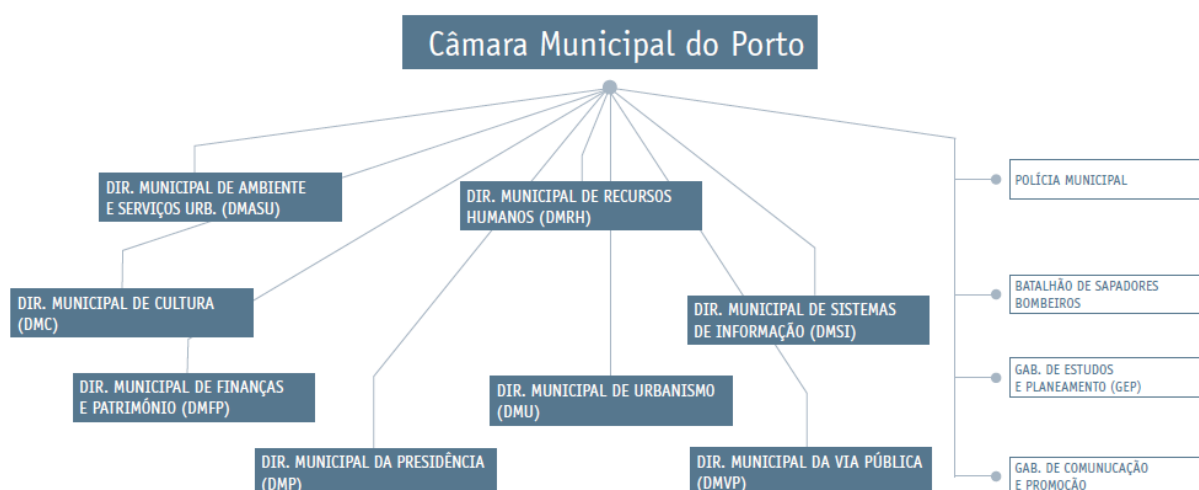 Câmara Municipal do Porto
DIR. MUNICIPAL DE AMBIENTE
E SERVIÇOS URB. (DMASU)
DIR. MUNICIPAL DE RECURSOS
HUMANOS (DMRH)
DIR. MUNICIPAL DE CULTURA
(DMC)
DIR. MUNICIPAL DE SISTEMAS
DE INFORMAÇÃO (DMSI)
DIR. MUNICIPAL DE FINANÇAS
E PATRIMÓNIO (DMFP)
DIR. MUNICIPAL DE URBANISMO
(DMU)
DIR. MUNICIPAL DA PRESIDÊNCIA
(DMP)
DIR. MUNICIPAL DA VIA PÚBLICA
(DMVP)
POLÍCIA MUNICIPAL
BATALHÃO DE SAPADORES
BOMBEIROS
GAB. DE ESTUDOS
E PLANEAMENTO (GEP)
GAB. DE COMUNUCAÇÃO
E PROMOÇÃO